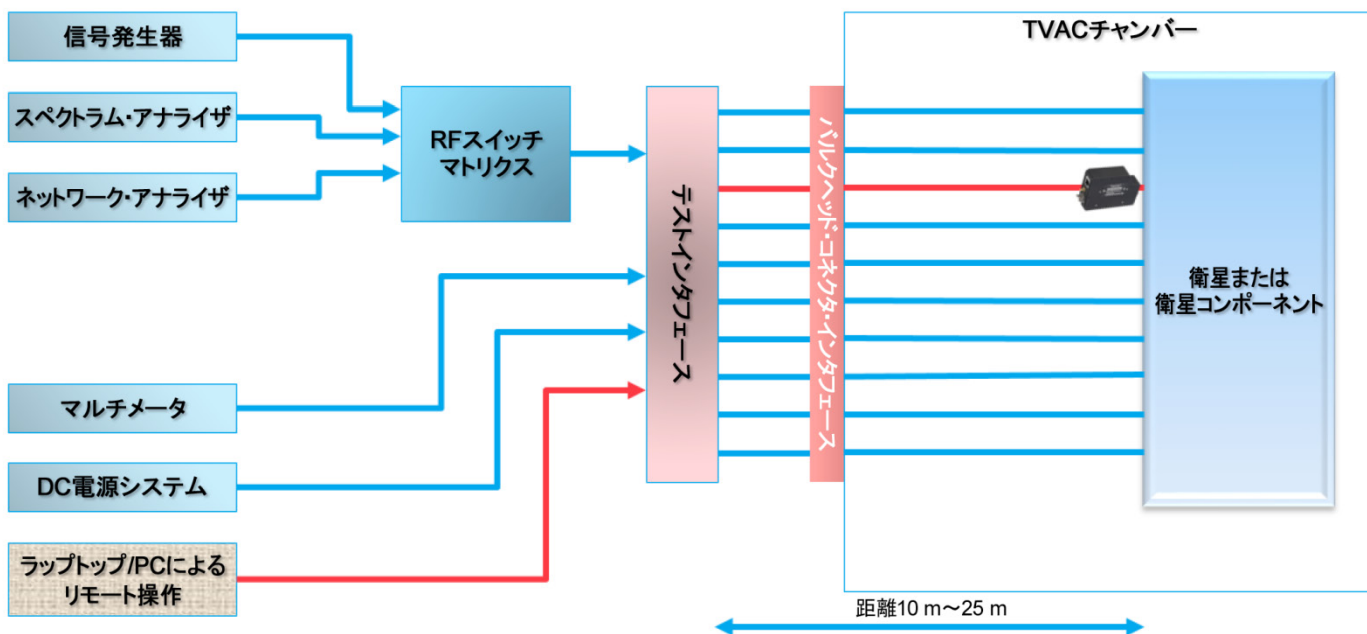 信号発生器
スペクトラム・アナライザ
ネットワーク・アナライザ
RFスイッチ
マトリクス
マルチメータ
DC電源システム
ラップトップ/PCによる
リモート操作
テストインタフェース
バルクヘッド・コネクタ・インタフェース
TVACチャンバー
衛星または
衛星コンポーネント
距離10 m～25 m